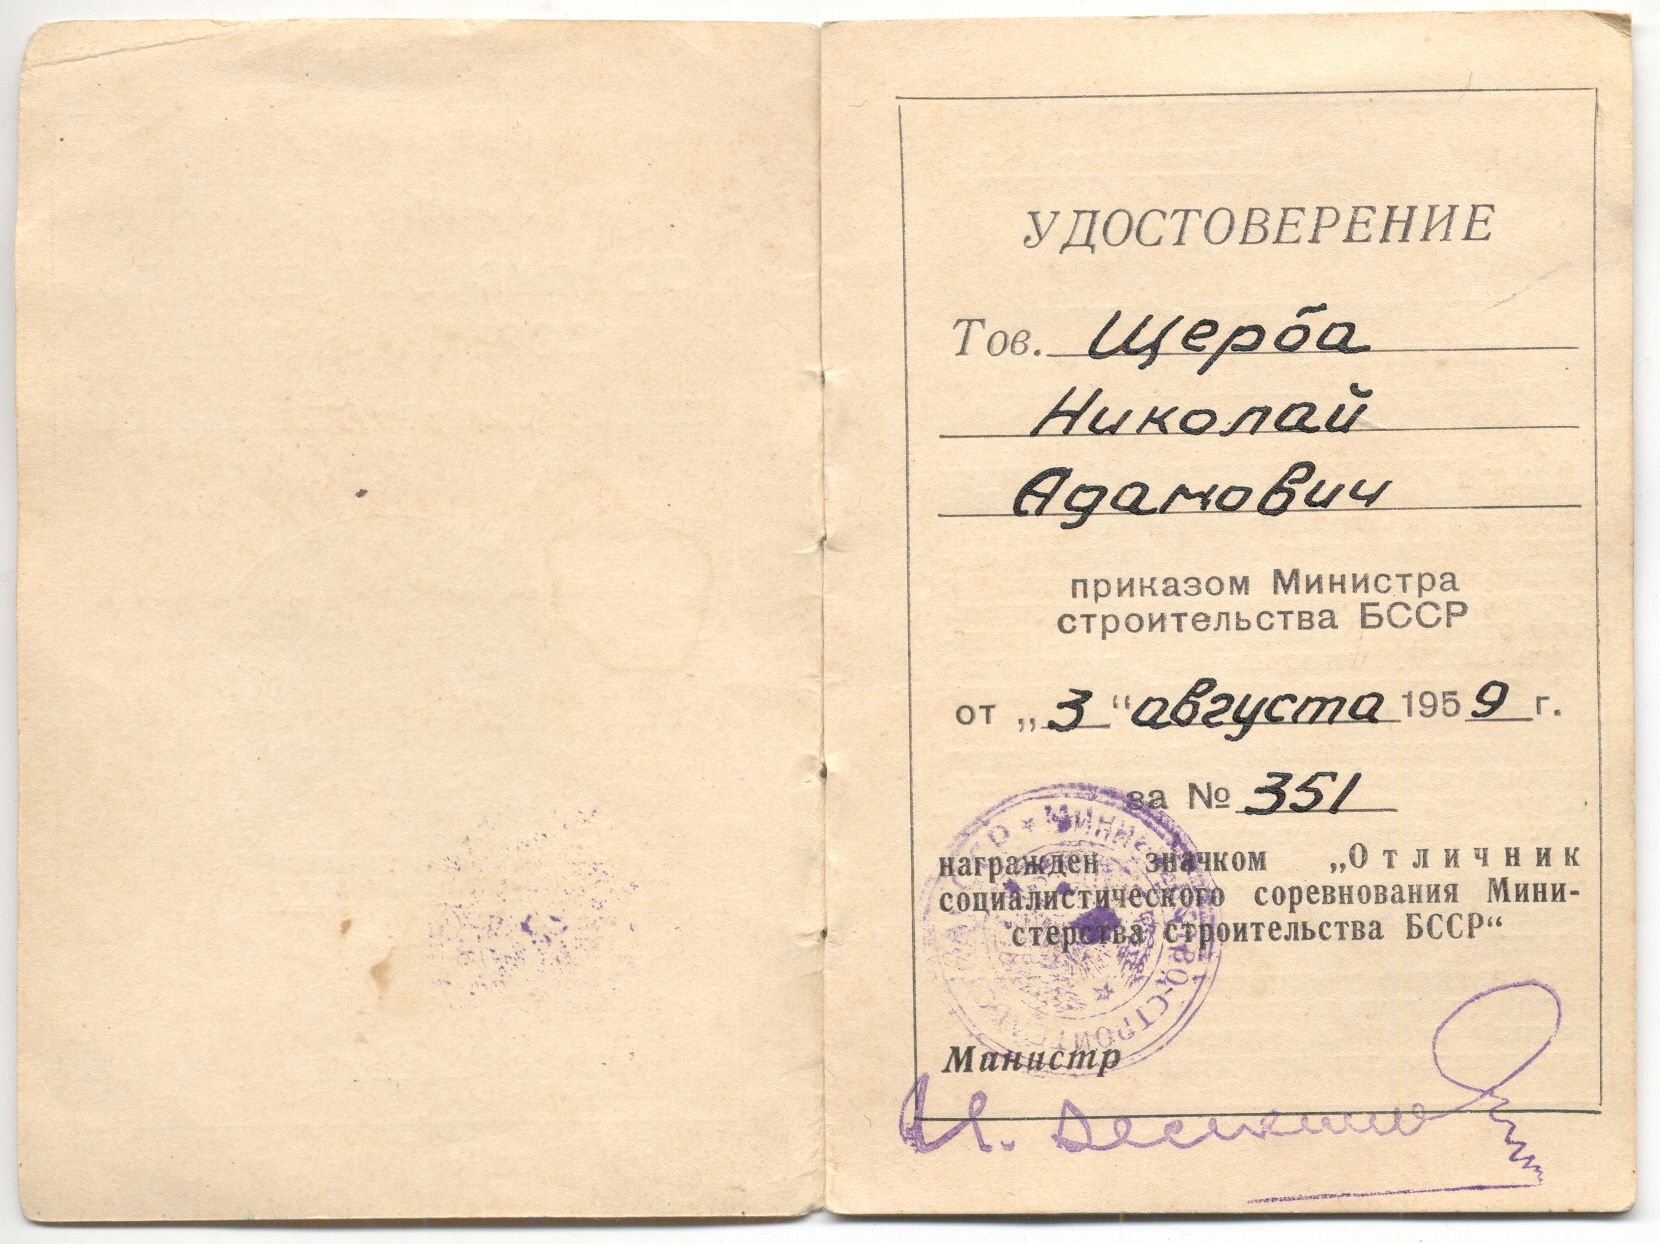 УДОСТОВЕРЕНИЕ
Тов. Щерба
Николай
Адамович
приказом Министра
строительства БССР
от „3“ августа 1959 г.
за № 351
награжден значком „Отличник
социалистического соревнования Мини-
стерства строительства БССР“
Министр